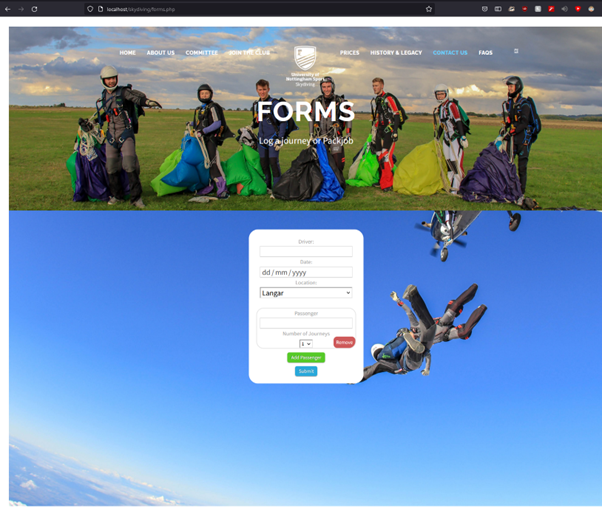 localhost/skydiving/forms.php
HOME ABOUT US COMMITTEE JOIN THE CLUB PRICES HISTORY & LEGACY CONTACT US FAQS
University of
Nottingham Sport
Skydiving
FORMS
Log a journey or Packjob
Driver:
Date
dd / mm / yyyy
Location
Langar
Passenger
Number of Journeys
1
Remove
Add Passenger
Submit